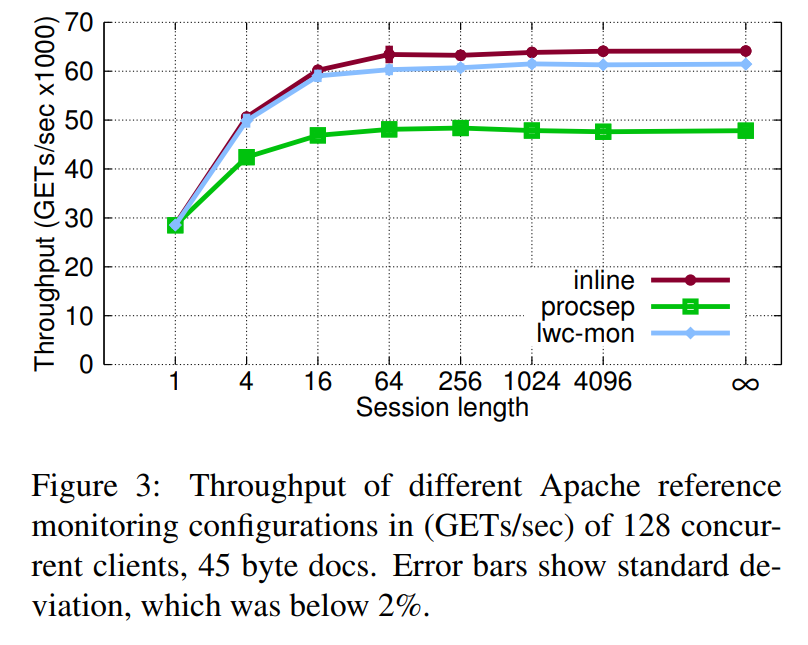 Throughput (GETs/sec x1000)
70
60
50
40
30
20
10
0
inline
procsep
lwc-mon
1 4 16 64 256 1024 4096 ∞
Session length
Figure 3: Throughput of different Apache reference
monitoring configurations in (GETs/sec) of 128 concur-
rent clients, 45 byte docs. Error bars show standard de-
viation, which was below 2%.